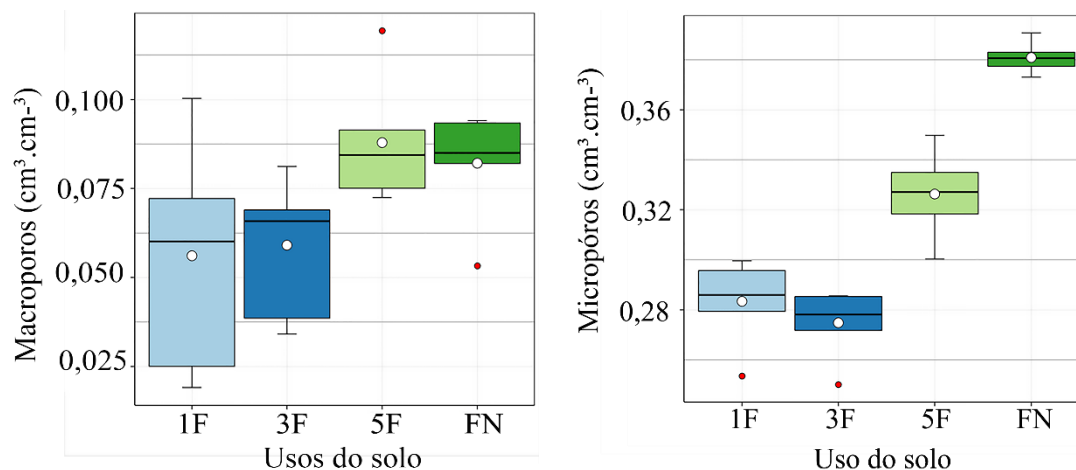 Macroporos (cm³.cm-³)
0,100
0,075
0,050
0,025
1F 3F 5F FN
Usos do solo
Micropóros (cm³.cm-³)
0,36
0,32
0,28
1F 3F 5F FN
Uso do solo